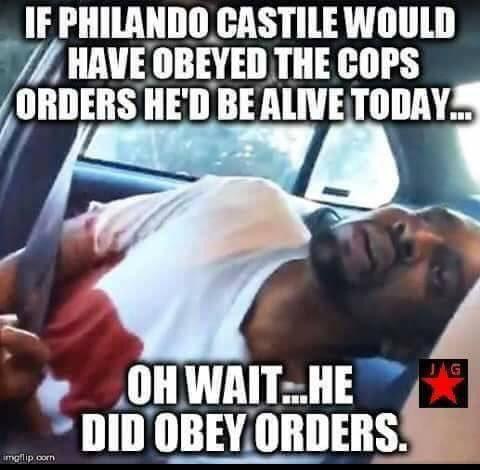 IF PHILANDO CASTILE WOULD
HAVE OBEYED THE COPS
ORDERS HE'D BE ALIVE TODAY...
J G
OH WAIT...HE
DID OBEY ORDERS.
imgflip.com